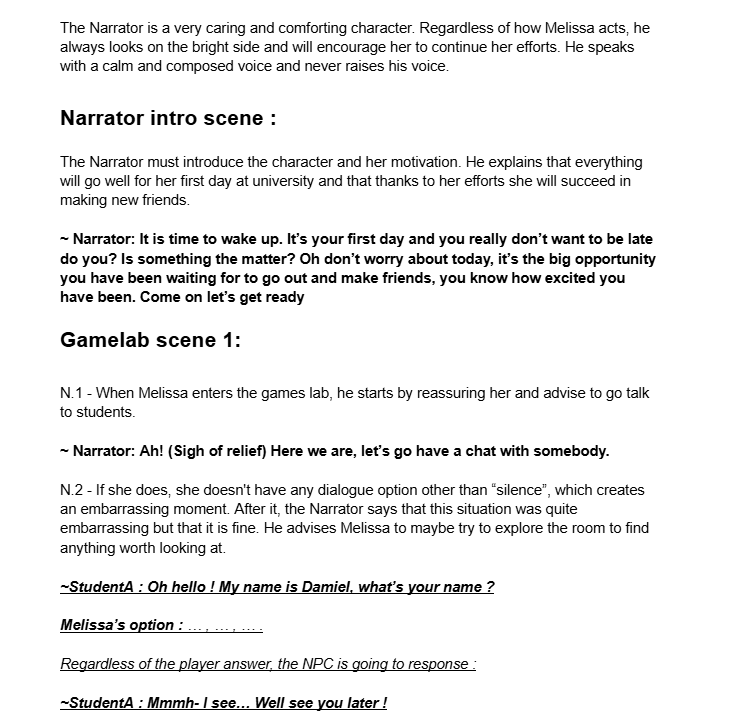 The Narrator is a very caring and comforting character. Regardless of how Melissa acts, he
always looks on the bright side and will encourage her to continue her efforts. He speaks
with a calm and composed voice and never raises his voice.
Narrator intro scene :
The Narrator must introduce the character and her motivation. He explains that everything
will go well for her first day at university and that thanks to her efforts she will succeed in
making new friends.
~ Narrator: It is time to wake up. It’s your first day and you really don’t want to be late
do you? Is something the matter? Oh don’t worry about today, it’s the big opportunity
you have been waiting for to go out and make friends, you know how excited you
have been. Come on let’s get ready
Gamelab scene 1:
N.1 - When Melissa enters the games lab, he starts by reassuring her and advise to go talk
to students.
~ Narrator: Ah! (Sigh of relief) Here we are, let’s go have a chat with somebody.
N.2 - If she does, she doesn't have any dialogue option other than “silence”, which creates
an embarrassing moment. After it, the Narrator says that this situation was quite
embarrassing but that it is fine. He advises Melissa to maybe try to explore the room to find
anything worth looking at.
~StudentA : Oh hello ! My name is Damiel, what’s your name ?
Melissa’s option : … , … , … .
Regardless of the player answer, the NPC is going to response :
~StudentA : Mmmh- I see… Well see you later !